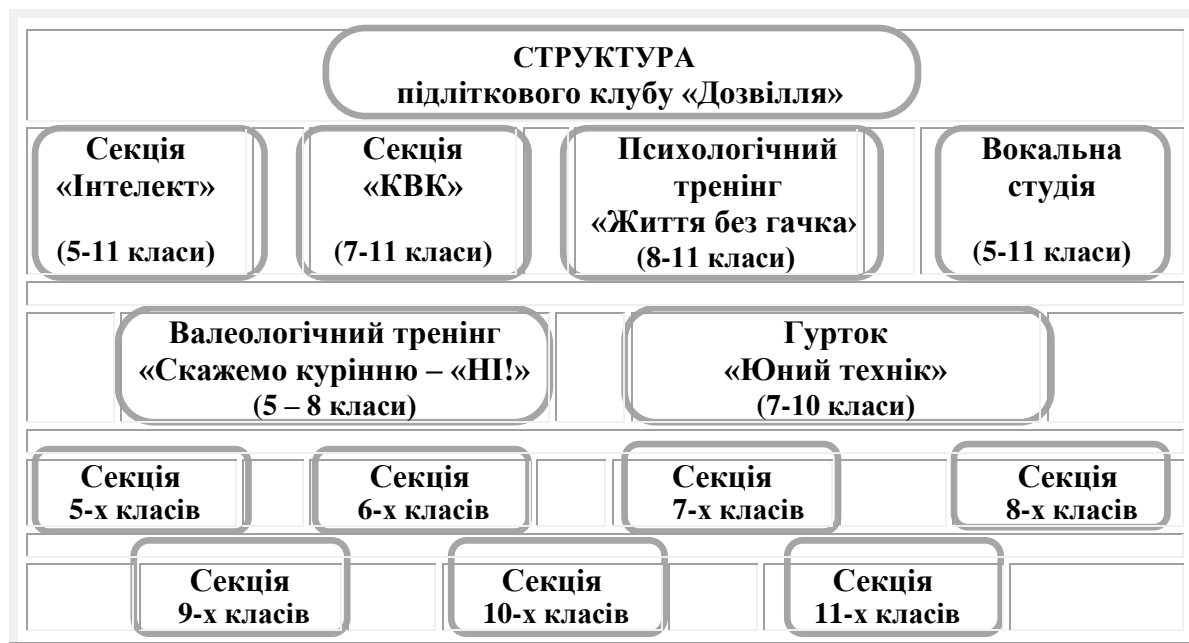 СТРУКТУРА
підліткового клубу «Дозвілля»
Секція
«Інтелект»
(5-11 класи)
Секція
«КВК»
(7-11 класи)
Психологічний
тренінг
«Життя без гачка»
(8-11 класи)
Вокальна
студія
(5-11 класи)
Валеологічний тренінг
«Скажемо курінню – «НІ!»
(5 – 8 класи)
Гурток
«Юний технік»
(7-10 класи)
Секція
5-х класів
Секція
6-х класів
Секція
7-х класів
Секція
8-х класів
Секція
9-х класів
Секція
10-х класів
Секція
11-х класів